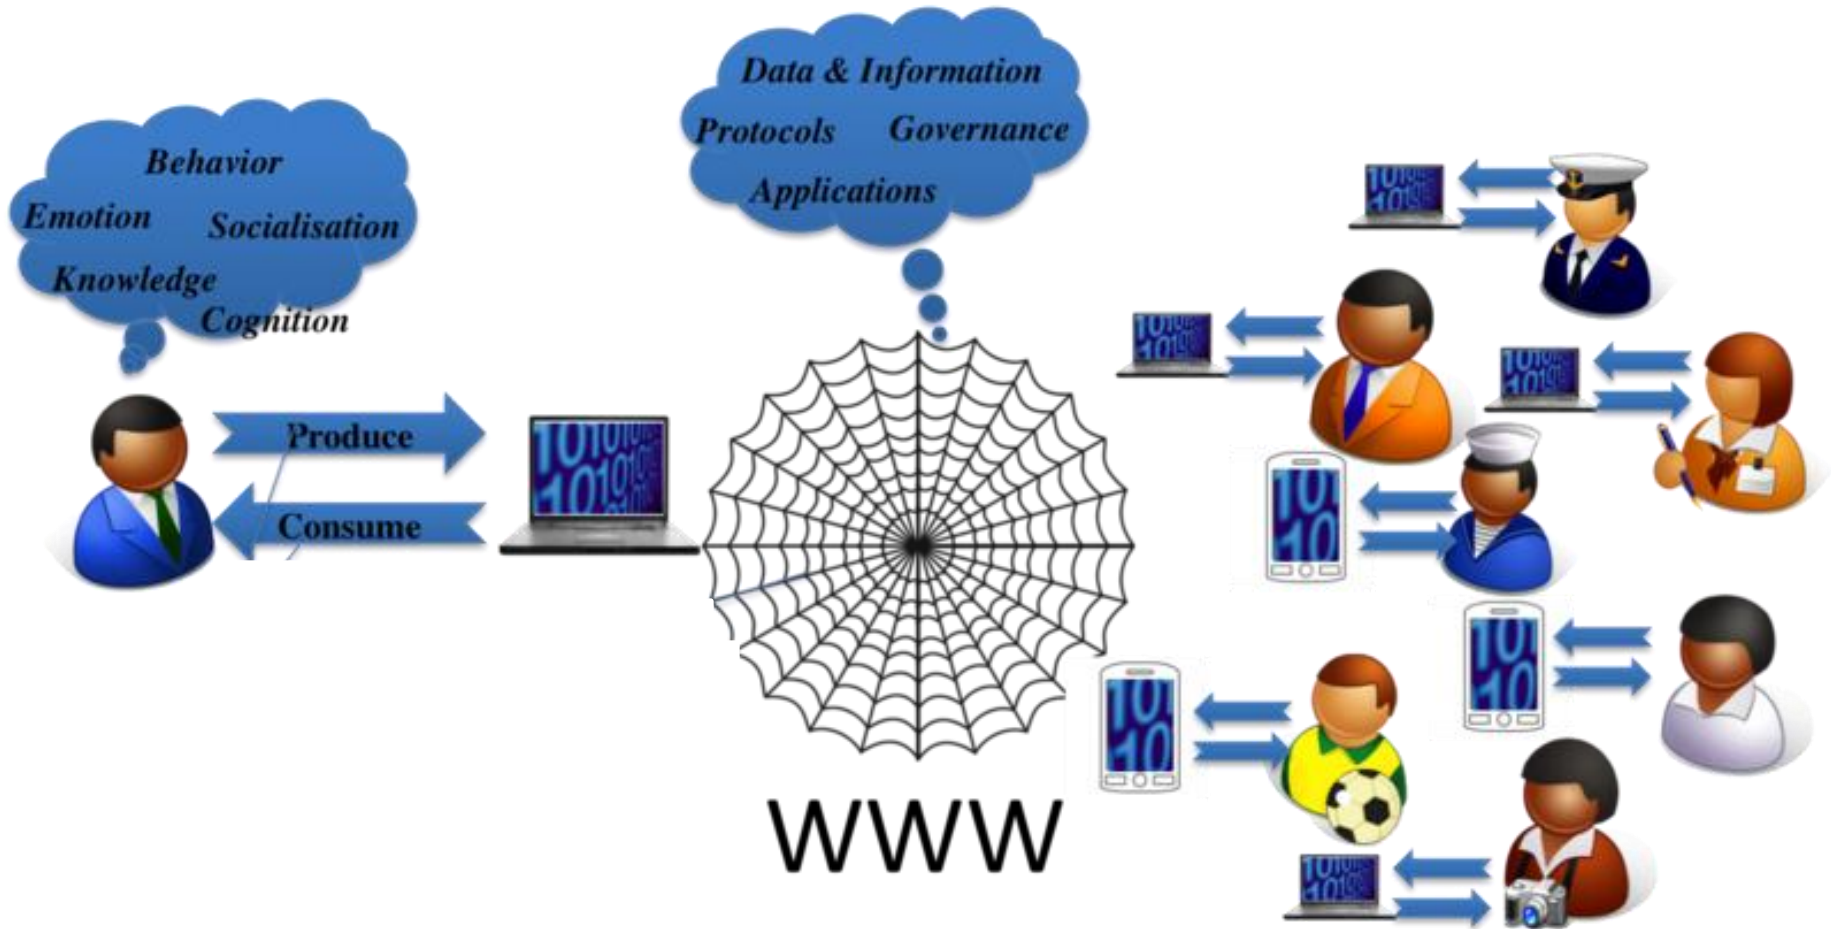 Data & Information
Protocols Governance
Applications
Behavior
Emotion Socialisation
Knowledge
Cognition
Produce
Consume
WWW